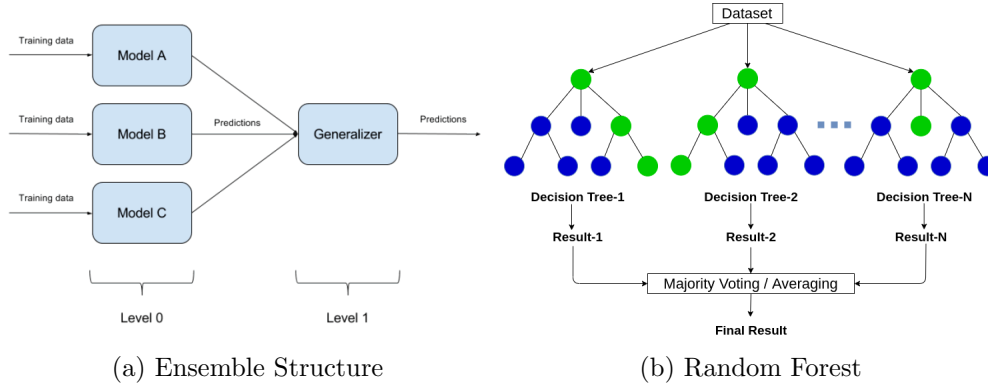 Training data
Model A
Training data
Model B
Predictions
Generalizer
Predictions
Training data
Model C
Level 0
Level 1
(a) Ensemble Structure
Dataset
Decision Tree-1
Decision Tree-2
Decision Tree-N
Result-1
Result-2
Result-N
Majority Voting / Averaging
Final Result
(b) Random Forest